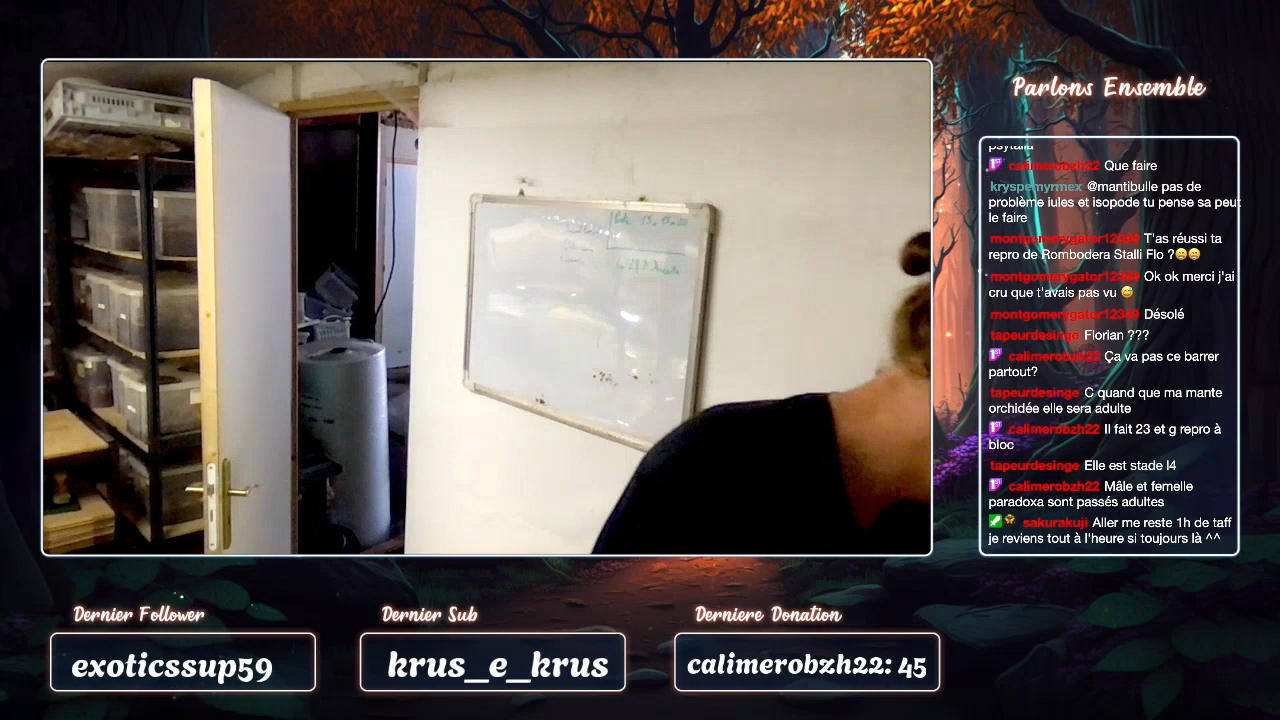 Parlons Ensemble
psytalla
calimerobzh22 Que faire
kryspemyrmex @mantibulle pas de
problème iules et isopode tu pense sa peut
le faire
montgomerygator12349 T'as réussi ta
repro de Rombodera Stalli Flo ?😄😄
montgomerygator12349 Ok ok merci j'ai
cru que t'avais pas vu 😅
montgomerygator12349 Désolé
tapeurdesinge Florian ???
calimerobzh22 Ça va pas ce barrer
partout?
tapeurdesinge C quand que ma mante
orchidée elle sera adulte
calimerobzh22 Il fait 23 et g repro à
bloc
tapeurdesinge Elle est stade l4
calimerobzh22 Mâle et femelle
paradoxa sont passés adultes
sakurakuji Aller me reste 1h de taff
je reviens tout à l'heure si toujours là ^^
Dernier Follower
exoticssup59
Dernier Sub
krus_e_krus
Derniere Donation
calimerobzh22: 45